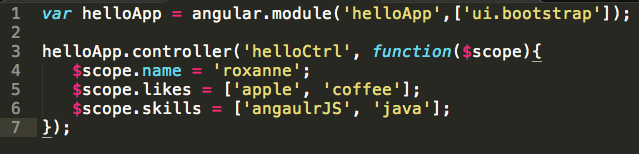 1 var helloApp = angular.module('helloApp',['ui.bootstrap']);
2
3 helloApp.controller('helloCtrl', function($scope){
4    $scope.name = 'roxanne';
5    $scope.likes = ['apple', 'coffee'];
6    $scope.skills = ['angaulrJS', 'java'];
7 });